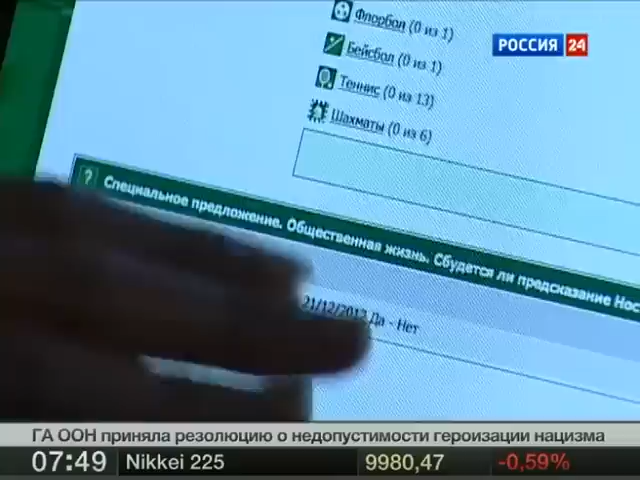 Флорбол (0 из 1)
РОССИЯ 24
Бейсбол (0 из 1)
Теннис (0 из 13)
Шахматы (0 из 6)
? Специальное предложение. Общественная жизнь. Сбудется ли предсказание Нос
21/12/2012 Да - Нет
ГА ООН приняла резолюцию о недопустимости героизации нацизма
07:49 Nikkei 225 9980,47 -0,59%